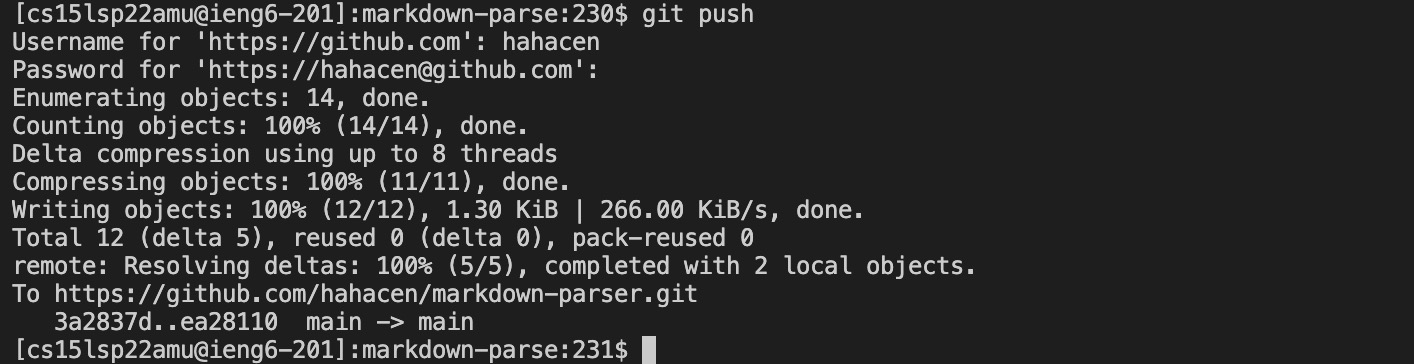 [cs15lsp22amu@ieng6-201]:markdown-parse:230$ git push
Username for 'https://github.com': hahacen
Password for 'https://hahacen@github.com':
Enumerating objects: 14, done.
Counting objects: 100% (14/14), done.
Delta compression using up to 8 threads
Compressing objects: 100% (11/11), done.
Writing objects: 100% (12/12), 1.30 KiB | 266.00 KiB/s, done.
Total 12 (delta 5), reused 0 (delta 0), pack-reused 0
remote: Resolving deltas: 100% (5/5), completed with 2 local objects.
To https://github.com/hahacen/markdown-parser.git
   3a2837d..ea28110  main -> main
[cs15lsp22amu@ieng6-201]:markdown-parse:231$